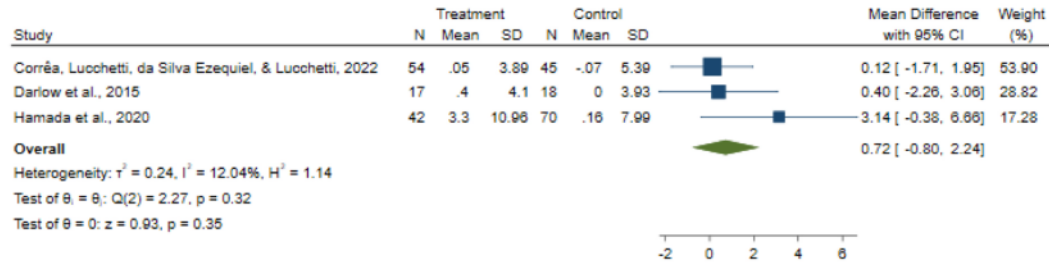 Treatment Control Mean Difference Weight
Study N Mean SD N Mean SD with 95% CI (%)
Corrêa, Lucchetti, da Silva Ezequiel, & Lucchetti, 2022 54 .05 3.89 45 -.07 5.39 0.12 [ -1.71, 1.95] 53.90
Darlow et al., 2015 17 .4 4.1 18 0 3.93 0.40 [ -2.26, 3.06] 28.82
Hamada et al., 2020 42 3.3 10.96 70 .16 7.99 3.14 [ -0.38, 6.66] 17.28
Overall 0.72 [ -0.80, 2.24]
Heterogeneity: τ² = 0.24, I² = 12.04%, H² = 1.14
Test of θᵢ = θⱼ: Q(2) = 2.27, p = 0.32
Test of θ = 0: z = 0.93, p = 0.35
-2 0 2 4 6